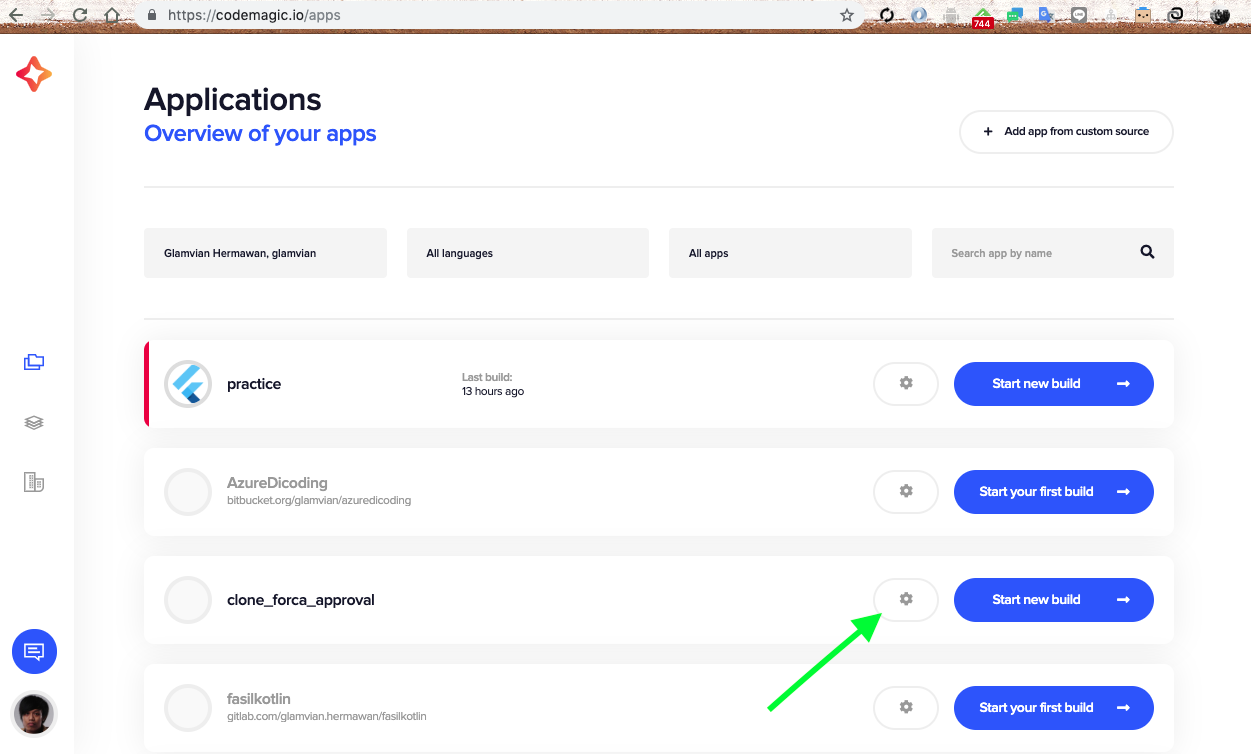 https://codemagic.io/apps
744
Applications
Overview of your apps
+ Add app from custom source
Glamvian Hermawan, glamvian
All languages
All apps
Search app by name
practice
Last build:
13 hours ago
Start new build
AzureDicoding
bitbucket.org/glamvian/azuredicoding
Start your first build
clone_forca_approval
Start new build
fasilkotlin
gitlab.com/glamvian.hermawan/fasilkotlin
Start your first build